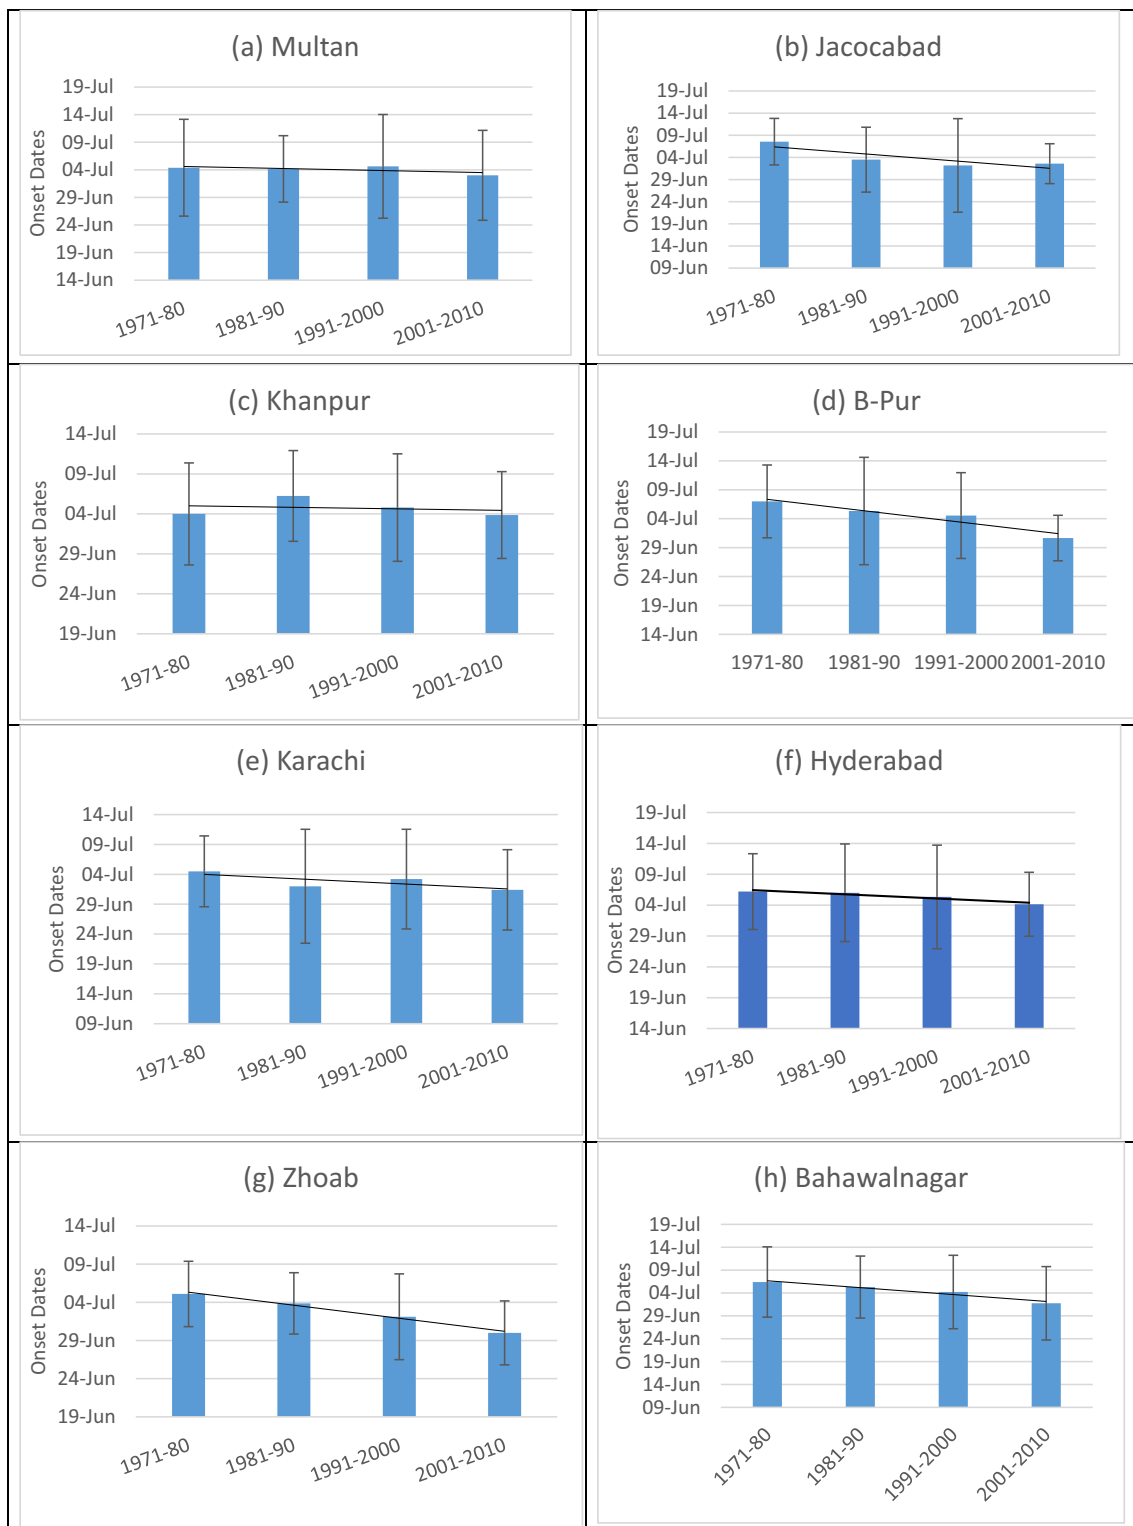 (a) Multan
Onset Dates
19-Jul
14-Jul
09-Jul
04-Jul
29-Jun
24-Jun
19-Jun
14-Jun
1971-80
1981-90
1991-2000
2001-2010
(b) Jacocabad
Onset Dates
19-Jul
14-Jul
09-Jul
04-Jul
29-Jun
24-Jun
19-Jun
14-Jun
09-Jun
1971-80
1981-90
1991-2000
2001-2010
(c) Khanpur
Onset Dates
14-Jul
09-Jul
04-Jul
29-Jun
24-Jun
19-Jun
1971-80
1981-90
1991-2000
2001-2010
(d) B-Pur
Onset Dates
19-Jul
14-Jul
09-Jul
04-Jul
29-Jun
24-Jun
19-Jun
14-Jun
1971-80 1981-90 1991-2000 2001-2010
(e) Karachi
Onset Dates
14-Jul
09-Jul
04-Jul
29-Jun
24-Jun
19-Jun
14-Jun
09-Jun
1971-80
1981-90
1991-2000
2001-2010
(f) Hyderabad
Onset Dates
19-Jul
14-Jul
09-Jul
04-Jul
29-Jun
24-Jun
19-Jun
14-Jun
1971-80
1981-90
1991-2000
2001-2010
(g) Zhoab
Onset Dates
14-Jul
09-Jul
04-Jul
29-Jun
24-Jun
19-Jun
1971-80
1981-90
1991-2000
2001-2010
(h) Bahawalnagar
Onset Dates
19-Jul
14-Jul
09-Jul
04-Jul
29-Jun
24-Jun
19-Jun
14-Jun
09-Jun
1971-80
1981-90
1991-2000
2001-2010